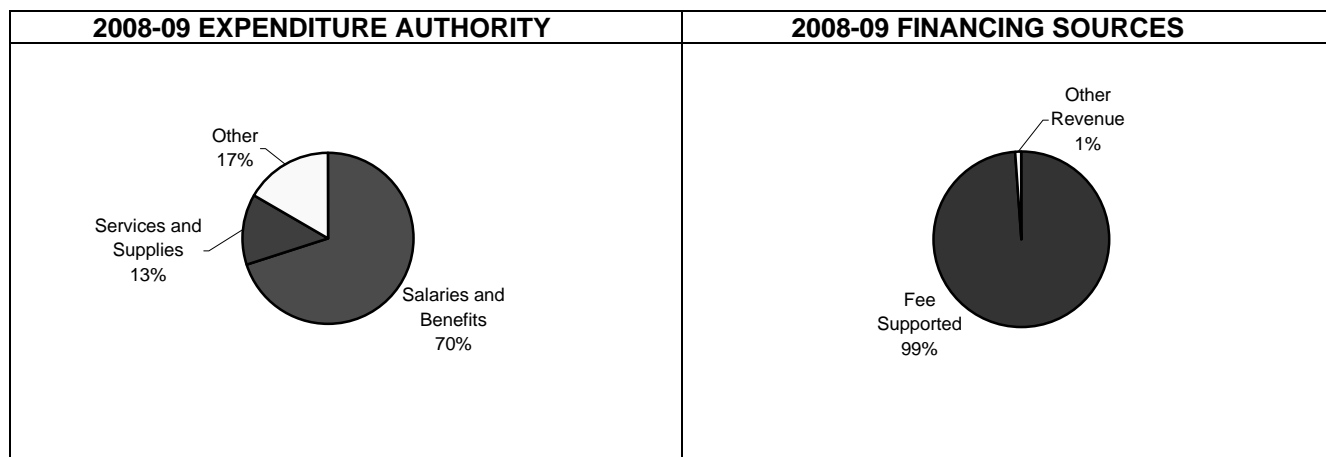 2008-09 EXPENDITURE AUTHORITY
Other
17%
Services and
Supplies
13%
Salaries and
Benefits
70%
2008-09 FINANCING SOURCES
Other
Revenue
1%
Fee
Supported
99%